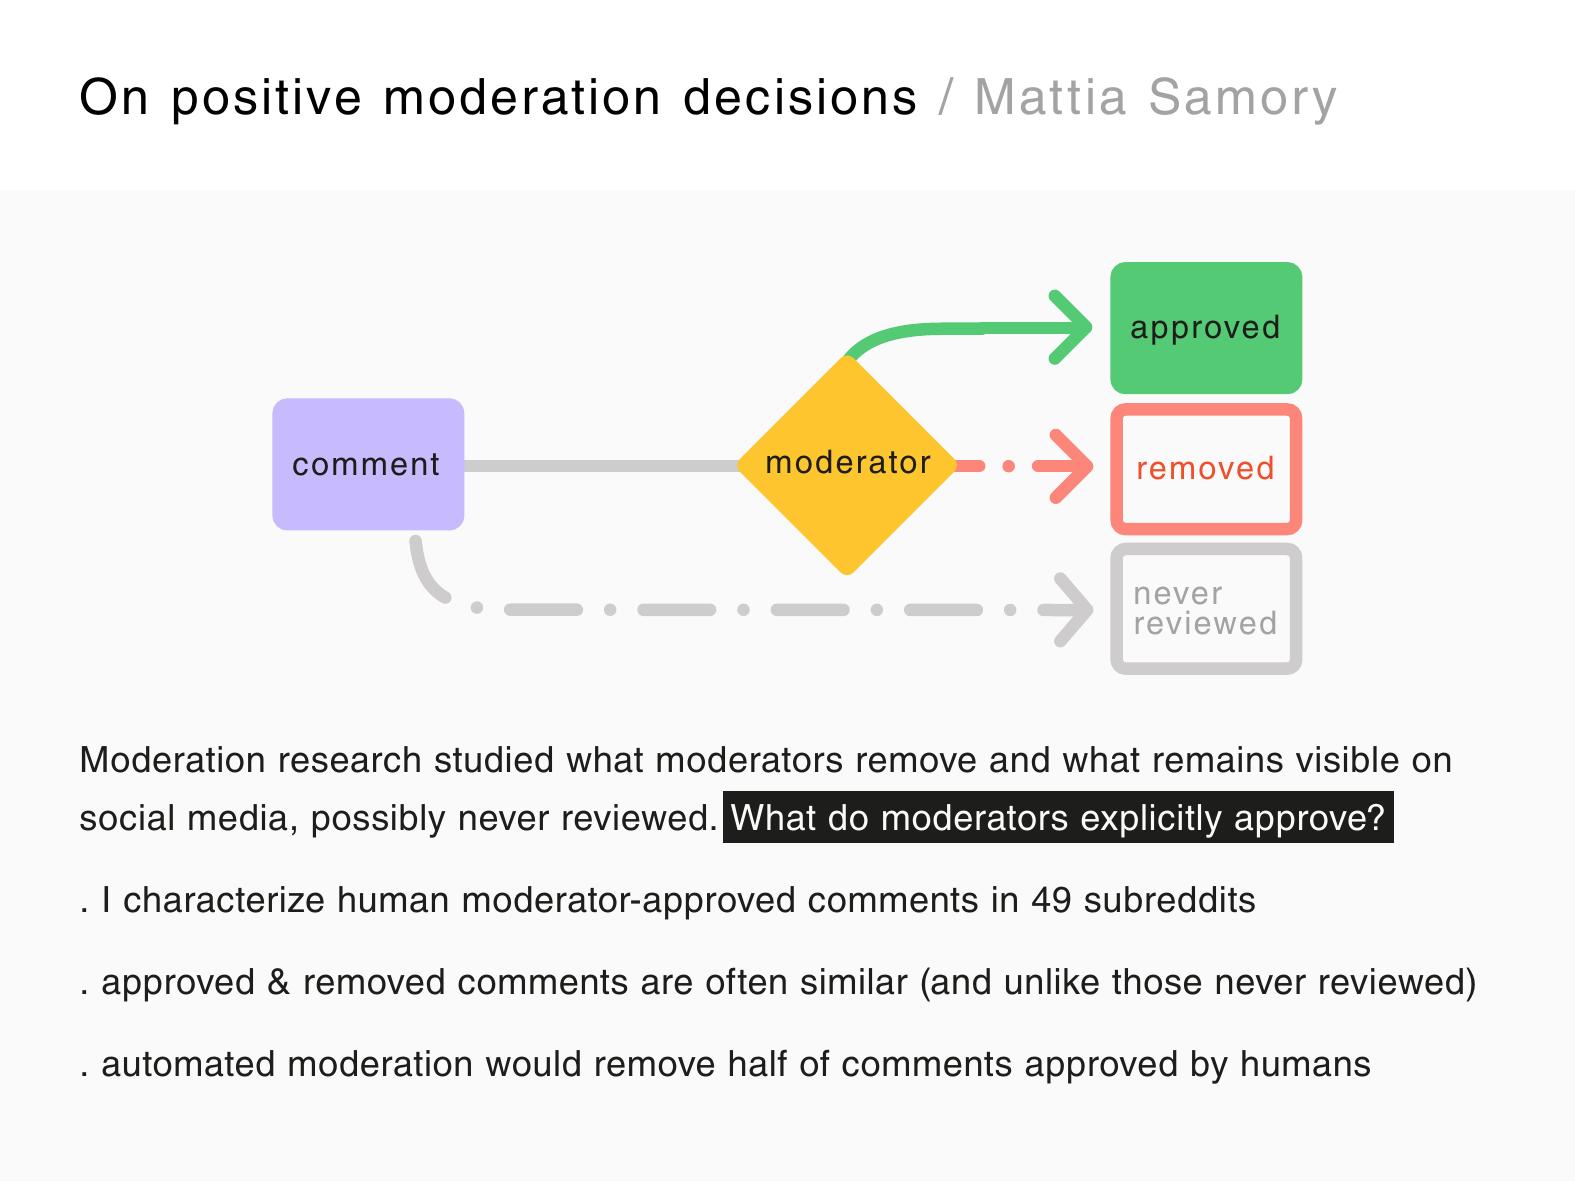 On positive moderation decisions / Mattia Samory
approved
comment
moderator
removed
never
reviewed
Moderation research studied what moderators remove and what remains visible on
social media, possibly never reviewed. What do moderators explicitly approve?
. I characterize human moderator-approved comments in 49 subreddits
. approved & removed comments are often similar (and unlike those never reviewed)
. automated moderation would remove half of comments approved by humans